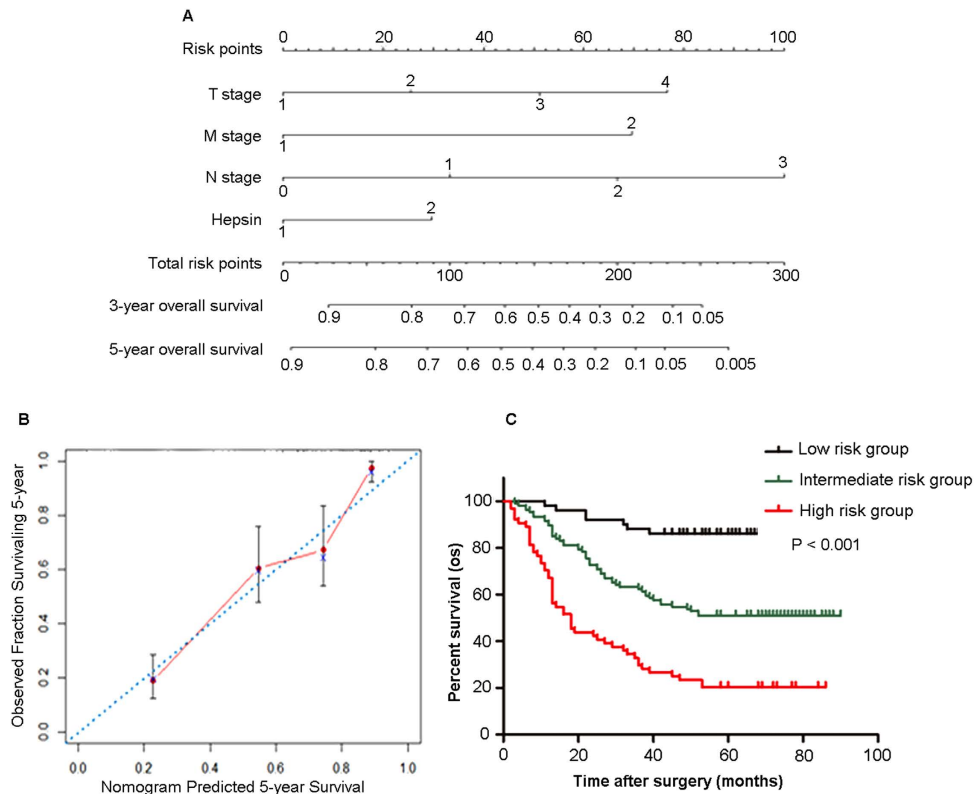 A
Risk points 0 25 50 75 100
T stage 1 2 3 4
M stage 1 2
N stage 0 1 2 3
Hepsin 1 2
Total risk points 0 100 200 300
3-year overall survival 0.9 0.8 0.7 0.6 0.5 0.4 0.3 0.2 0.1 0.05
5-year overall survival 0.9 0.8 0.7 0.6 0.5 0.4 0.3 0.2 0.1 0.05 0.005
B
Observed Fraction Survivaling 5-year
1.0
0.8
0.6
0.4
0.2
0.0
0.0 0.2 0.4 0.6 0.8 1.0
Nomogram Predicted 5-year Survival
C
Low risk group
Intermediate risk group
High risk group
P < 0.001
Percent survival (os)
100
80
60
40
20
0
0 20 40 60 80 100
Time after surgery (months)